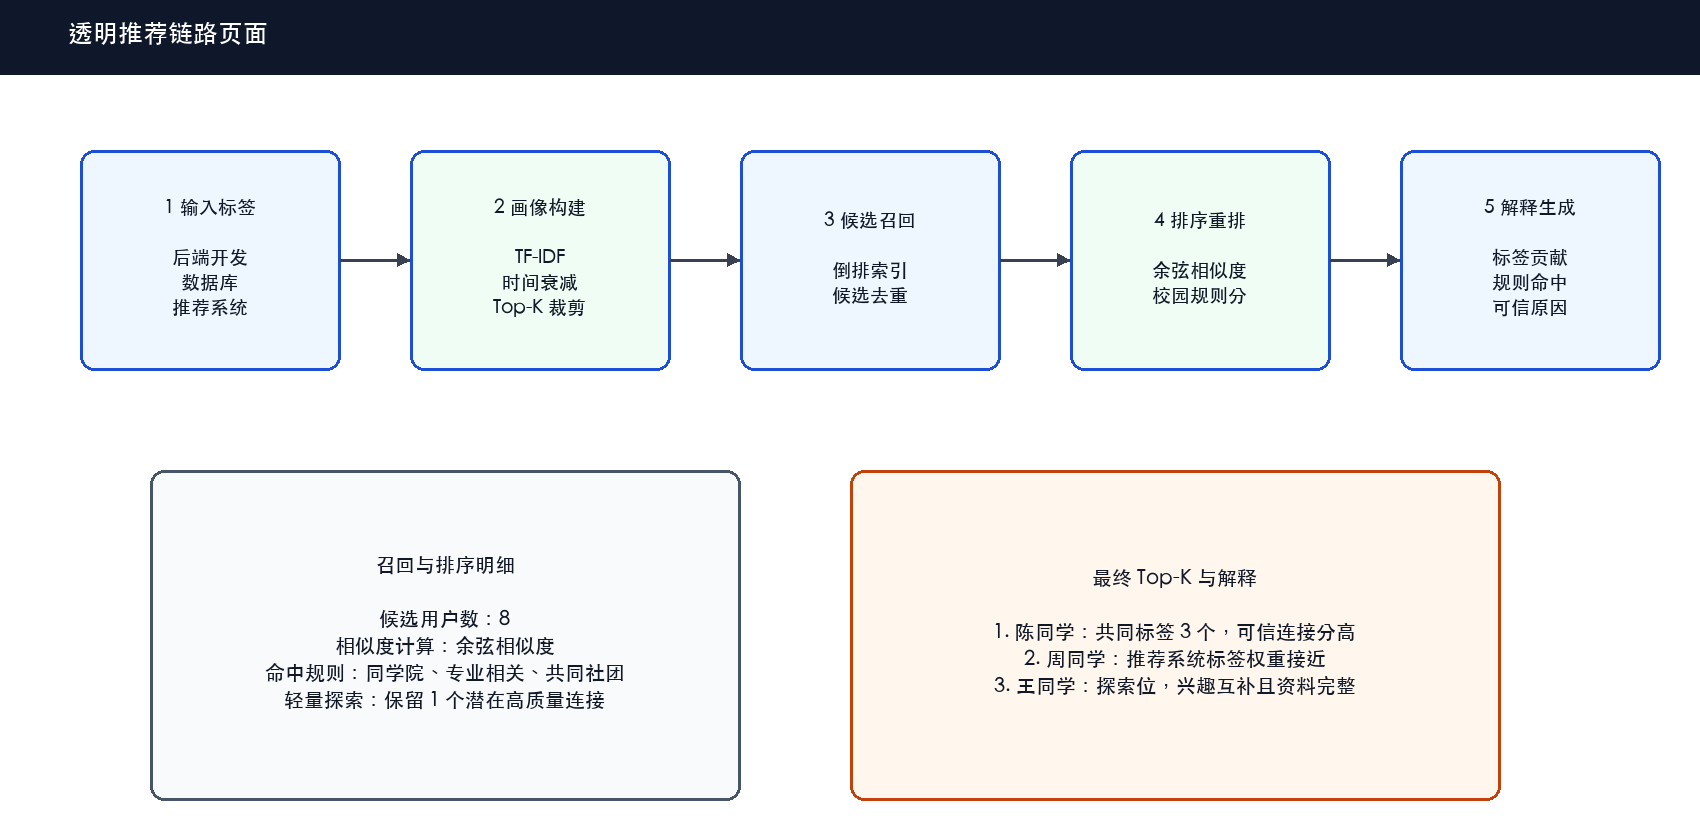 透明推荐链路页面
1 输入标签
后端开发
数据库
推荐系统
2 画像构建
TF-IDF
时间衰减
Top-K 裁剪
3 候选召回
倒排索引
候选去重
4 排序重排
余弦相似度
校园规则分
5 解释生成
标签贡献
规则命中
可信原因
召回与排序明细
候选用户数：8
相似度计算：余弦相似度
命中规则：同学院、专业相关、共同社团
轻量探索：保留 1 个潜在高质量连接
最终 Top-K 与解释
1. 陈同学：共同标签 3 个，可信连接分高
2. 周同学：推荐系统标签权重接近
3. 王同学：探索位，兴趣互补且资料完整